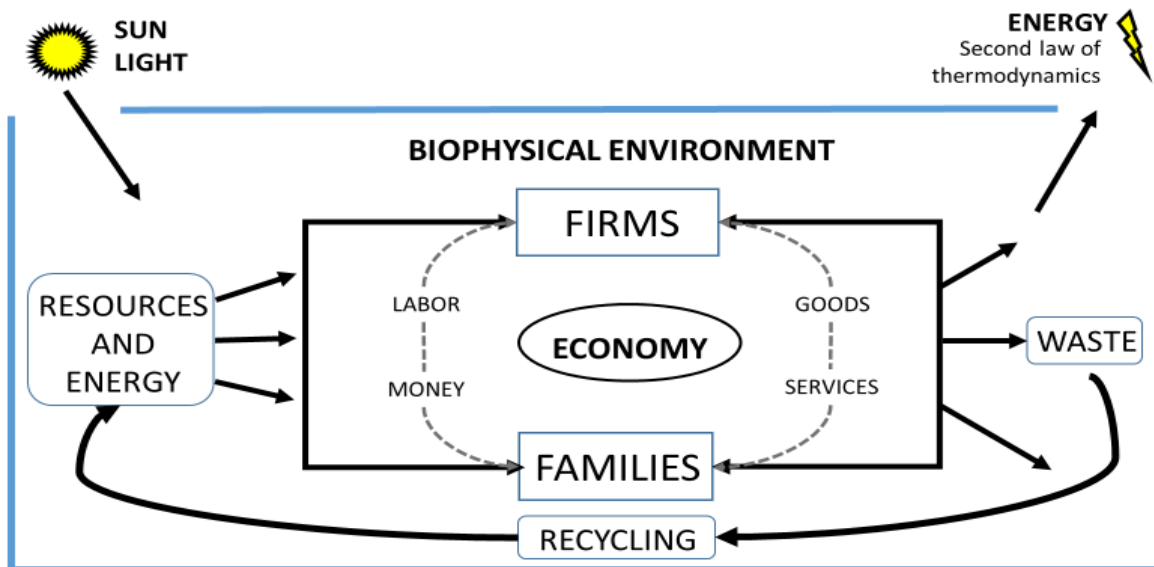 SUN
LIGHT
ENERGY
Second law of
thermodynamics
BIOPHYSICAL ENVIRONMENT
FIRMS
RESOURCES
AND
ENERGY
LABOR
GOODS
ECONOMY
WASTE
MONEY
SERVICES
FAMILIES
RECYCLING